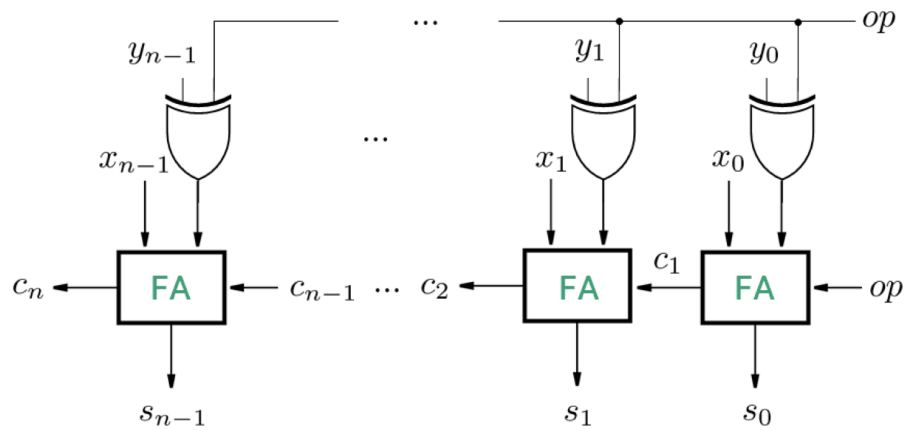 ... op
y_{n-1} y_1 y_0
...
x_{n-1} x_1 x_0
c_1
c_n FA c_{n-1} ... c_2 FA FA op
s_{n-1} s_1 s_0